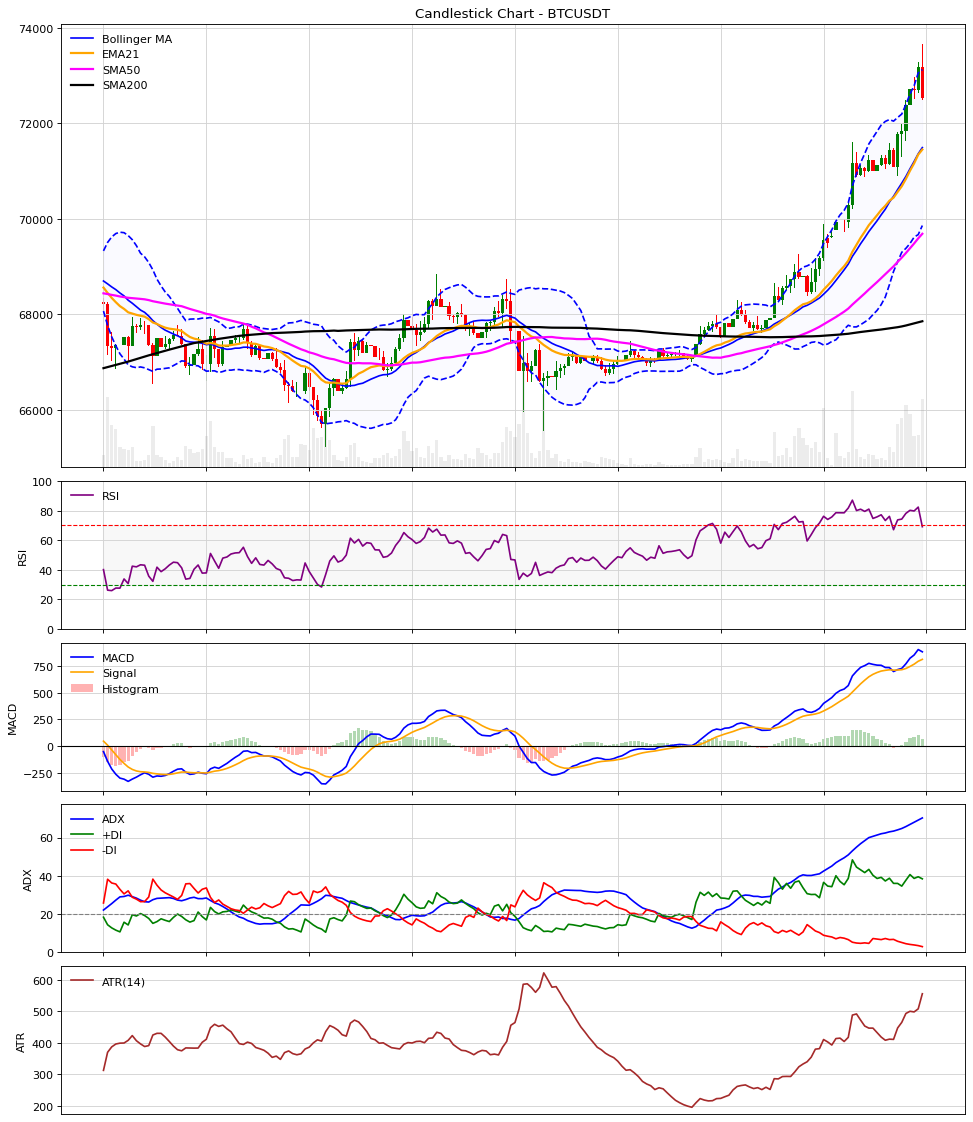 Candlestick Chart - BTCUSDT
74000
72000
70000
68000
66000
Bollinger MA
EMA21
SMA50
SMA200
100
80
60
40
20
0
RSI
RSI
750
500
250
0
−250
MACD
MACD
Signal
Histogram
60
40
20
0
ADX
ADX
+DI
-DI
600
500
400
300
200
ATR
ATR(14)